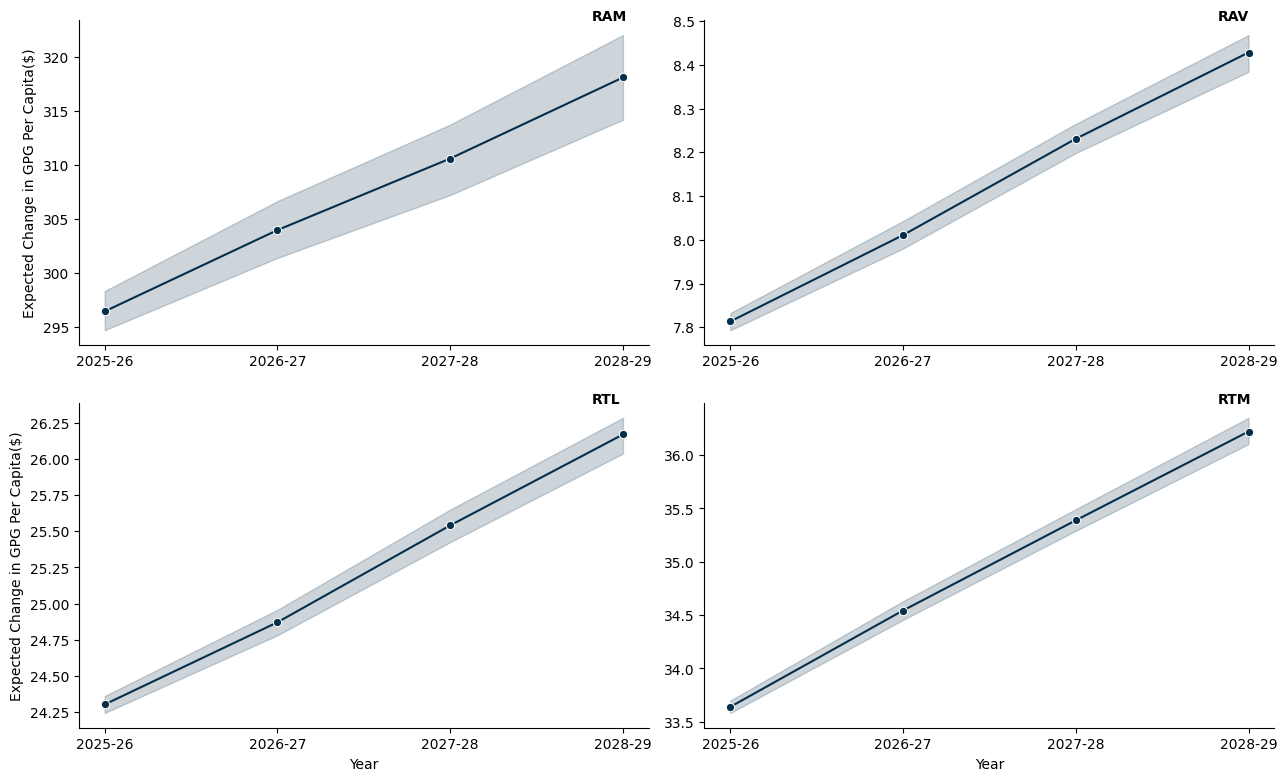 RAM
Expected Change in GPG Per Capita($)
320
315
310
305
300
295
2025-26 2026-27 2027-28 2028-29
RAV
8.5
8.4
8.3
8.2
8.1
8.0
7.9
7.8
2025-26 2026-27 2027-28 2028-29
RTL
Expected Change in GPG Per Capita($)
26.25
26.00
25.75
25.50
25.25
25.00
24.75
24.50
24.25
2025-26 2026-27 2027-28 2028-29
Year
RTM
36.0
35.5
35.0
34.5
34.0
33.5
2025-26 2026-27 2027-28 2028-29
Year